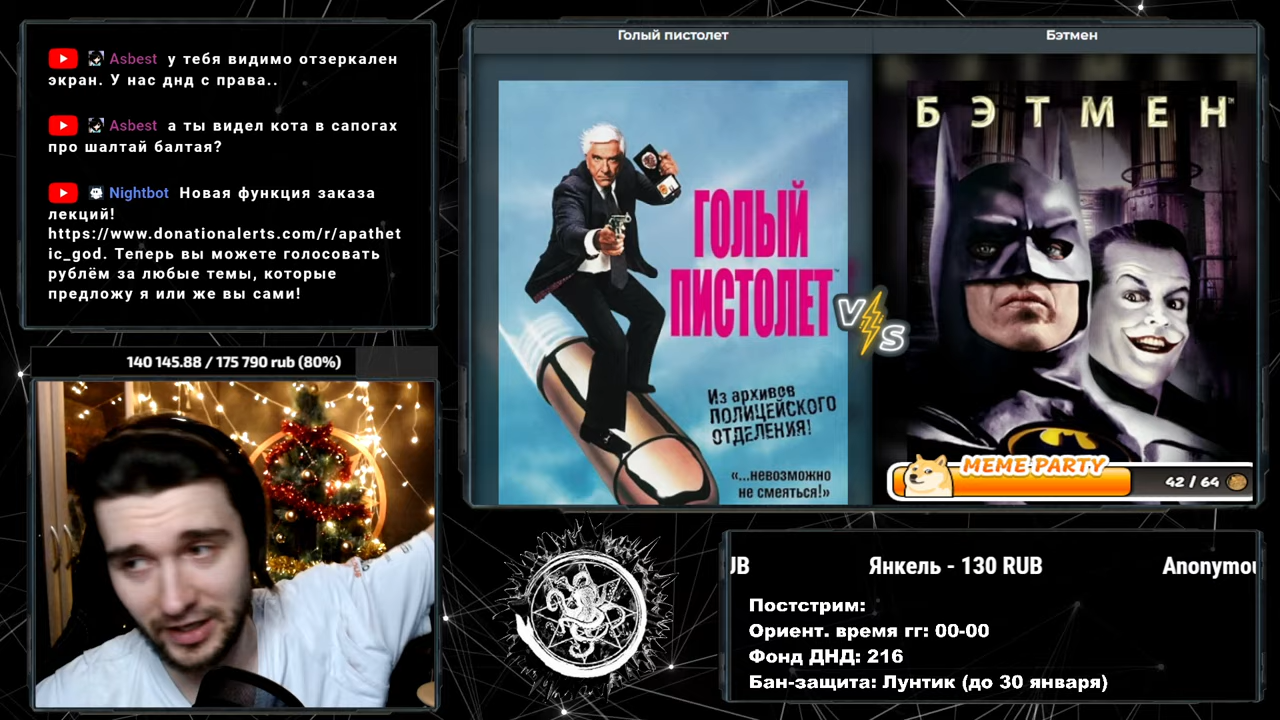 Asbest у тебя видимо отзеркален
экран. У нас днд с права..
Asbest а ты видел кота в сапогах
про шалтай балтая?
Nightbot Новая функция заказа
лекций!
https://www.donationalerts.com/r/apathet
ic_god. Теперь вы можете голосовать
рублём за любые темы, которые
предложу я или же вы сами!
140 145.88 / 175 790 rub (80%)
Голый пистолет
Бэтмен
ГОЛЫЙ
ПИСТОЛЕТ™
Из архивов
ПОЛИЦЕЙСКОГО
ОТДЕЛЕНИЯ!
«...невозможно
не смеяться!»
VS
БЭТМЕН™
MEME PARTY
42 / 64
UB Янкель - 130 RUB Anonymou
Постстрим:
Ориент. время гг: 00-00
Фонд ДНД: 216
Бан-защита: Лунтик (до 30 января)